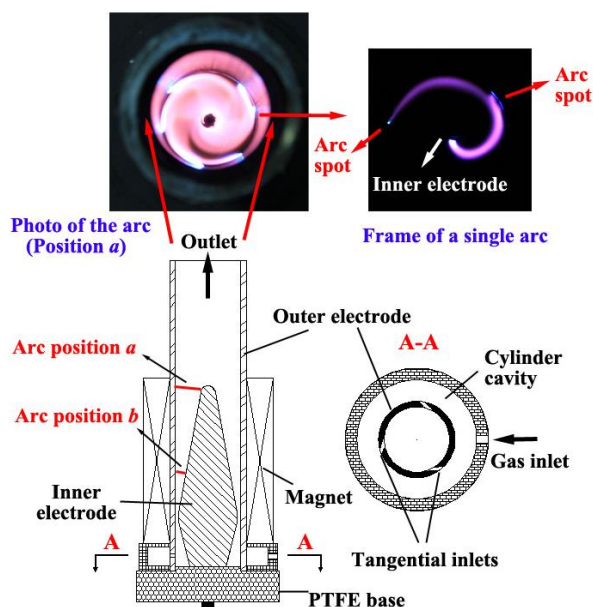 Arc
spot
Arc
spot
Inner electrode
Photo of the arc
(Position a)
Frame of a single arc
Outlet
Outer electrode
A-A
Arc position a
Cylinder
cavity
Arc position b
Gas inlet
Inner
electrode
Magnet
A
A
Tangential inlets
PTFE base